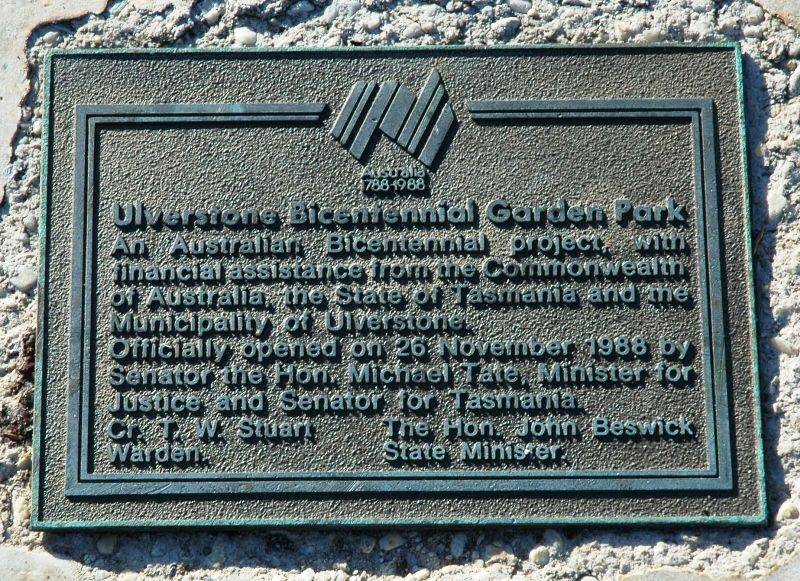 Australia
1788-1988
Ulverstone Bicentennial Garden Park
An Australian Bicentennial project, with
financial assistance from the Commonwealth
of Australia, the State of Tasmania and the
Municipality of Ulverstone.
Officially opened on 26 November 1988 by
Senator the Hon. Michael Tate, Minister for
Justice and Senator for Tasmania.
Cr. T. W. Stuart The Hon. John Beswick
Warden. State Minister.